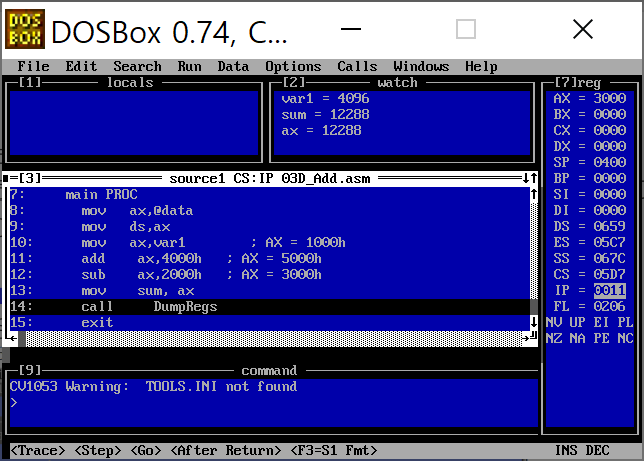 DOS BOX DOSBox 0.74, C...
File Edit Search Run Data Options Calls Windows Help
[1] locals
[2] watch
var1 = 4096
sum = 12288
ax = 12288
[3] source1 CS:IP 03D_Add.asm
7: main PROC
8: mov ax,@data
9: mov ds,ax
10: mov ax,var1 ; AX = 1000h
11: add ax,4000h ; AX = 5000h
12: sub ax,2000h ; AX = 3000h
13: mov sum, ax
14: call DumpRegs
15: exit
[7]reg
AX = 3000
BX = 0000
CX = 0000
DX = 0000
SP = 0400
BP = 0000
SI = 0000
DI = 0000
DS = 0659
ES = 05C7
SS = 067C
CS = 05D7
IP = 0011
FL = 0206
NV UP EI PL
NZ NA PE NC
[9] command
CV1053 Warning: TOOLS.INI not found
>
<Trace> <Step> <Go> <After Return> <F3=S1 Fmt> INS DEC